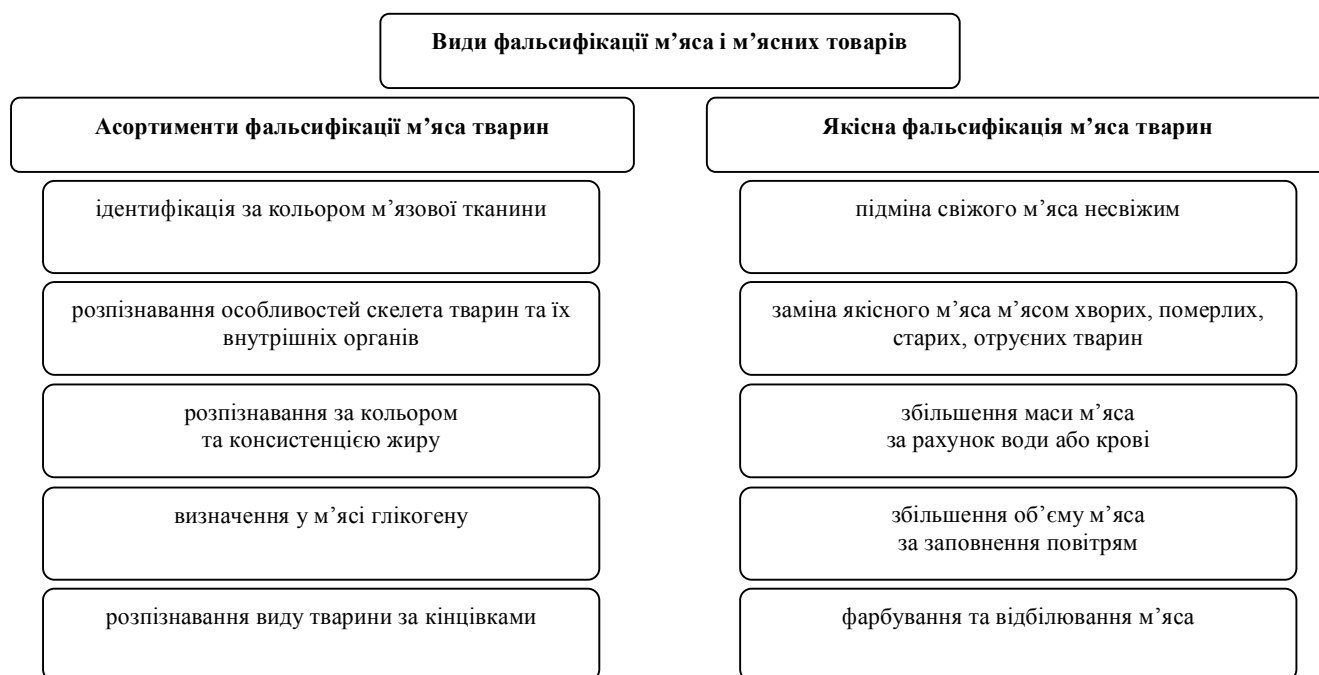 Види фальсифікації м’яса і м’ясних товарів
Асортименти фальсифікації м’яса тварин
ідентифікація за кольором м’язової тканини
розпізнавання особливостей скелета тварин та їх
внутрішніх органів
розпізнавання за кольором
та консистенцією жиру
визначення у м’ясі глікогену
розпізнавання виду тварини за кінцівками
Якісна фальсифікація м’яса тварин
підміна свіжого м’яса несвіжим
заміна якісного м’яса м’ясом хворих, померлих,
старих, отруєних тварин
збільшення маси м’яса
за рахунок води або крові
збільшення об’єму м’яса
за заповнення повітрям
фарбування та відбілювання м’яса